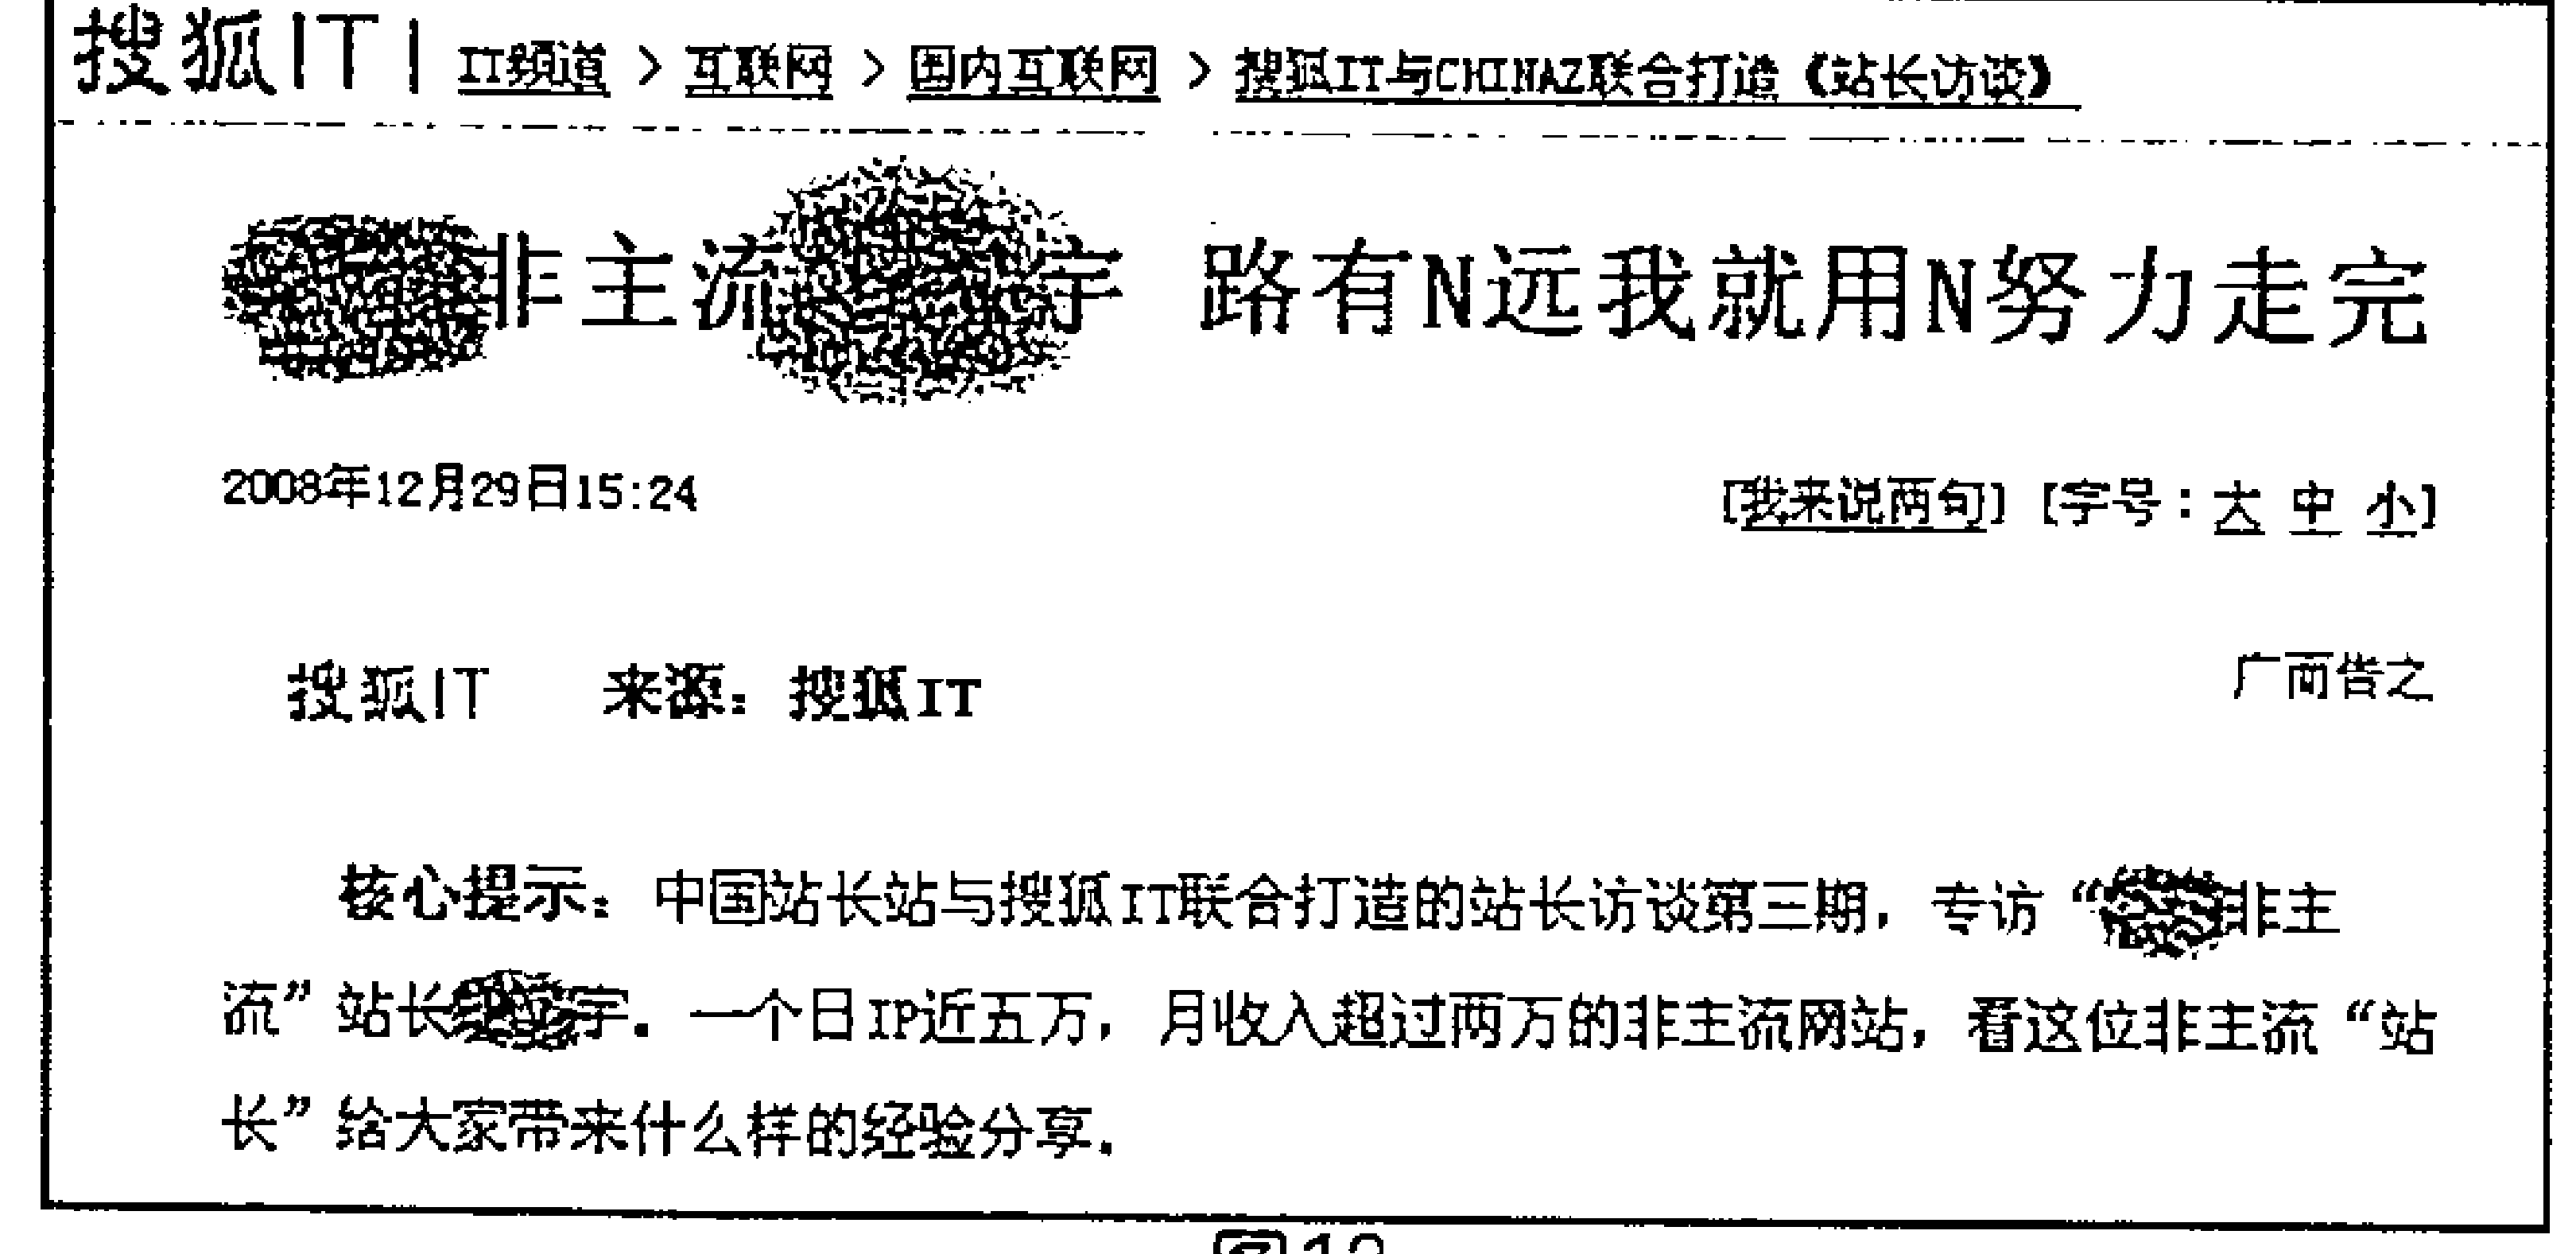 搜狐IT | IT频道 > 互联网 > 国内互联网 > 搜狐IT与CHINAZ联合打造《站长访谈》
非主流 宇 路有N远我就用N努力走完
2008年12月29日15:24 [我来说两句] [字号:大 中 小]
搜狐IT 来源:搜狐IT 广而告之
核心提示:中国站长站与搜狐IT联合打造的站长访谈第三期,专访“ 非主
流”站长 宇.一个日IP近五万,月收入超过两万的非主流网站,看这位非主流“站
长”给大家带来什么样的经验分享.